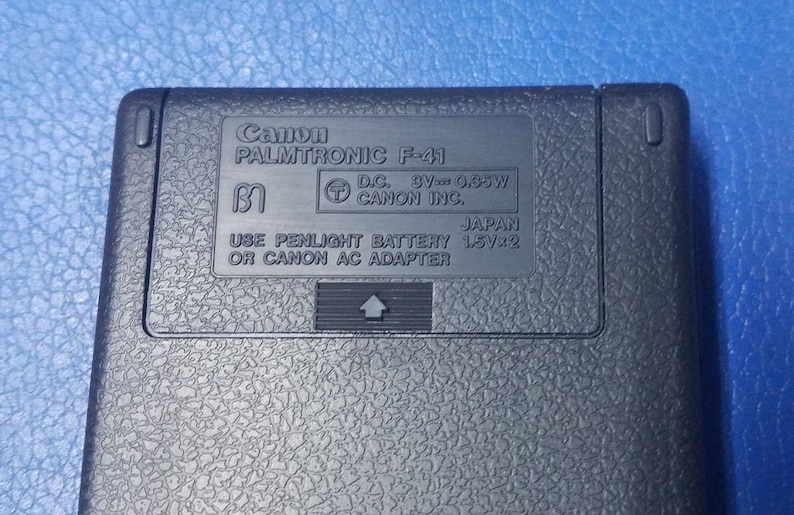 Canon
PALMTRONIC F-41
Ⓣ D.C. 3V⎓ 0.35W
CANON INC.
JAPAN
USE PENLIGHT BATTERY 1.5V×2
OR CANON AC ADAPTER